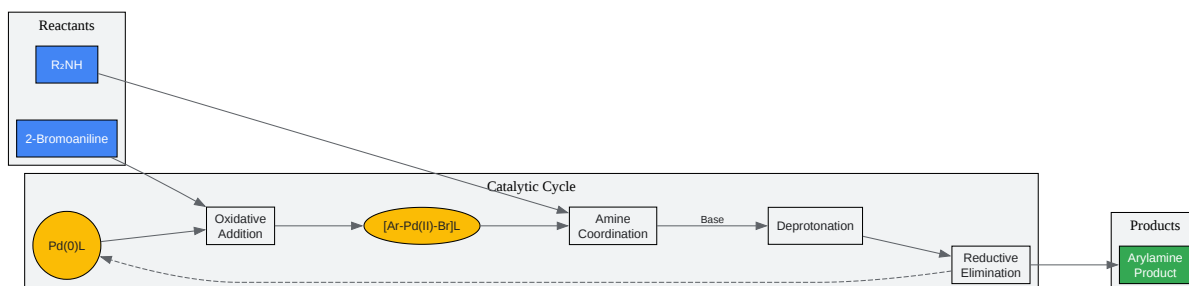 Reactants
R₂NH
2-Bromoaniline
Catalytic Cycle
Pd(0)L
Oxidative
Addition
[Ar-Pd(II)-Br]L
Amine
Coordination
Base
Deprotonation
Reductive
Elimination
Products
Arylamine
Product